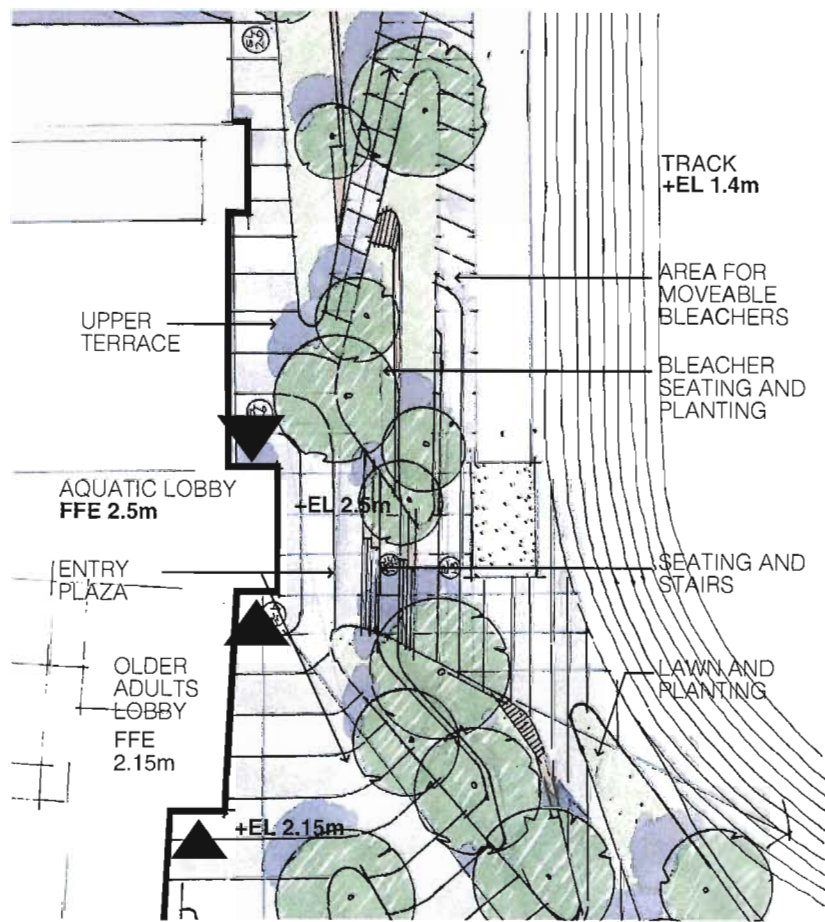 TRACK
+EL 1.4m
AREA FOR
MOVEABLE
BLEACHERS
UPPER
TERRACE
BLEACHER
SEATING AND
PLANTING
AQUATIC LOBBY
FFE 2.5m
+EL 2.5m
ENTRY
PLAZA
SEATING AND
STAIRS
OLDER
ADULTS
LOBBY
FFE
2.15m
LAWN AND
PLANTING
+EL 2.15m